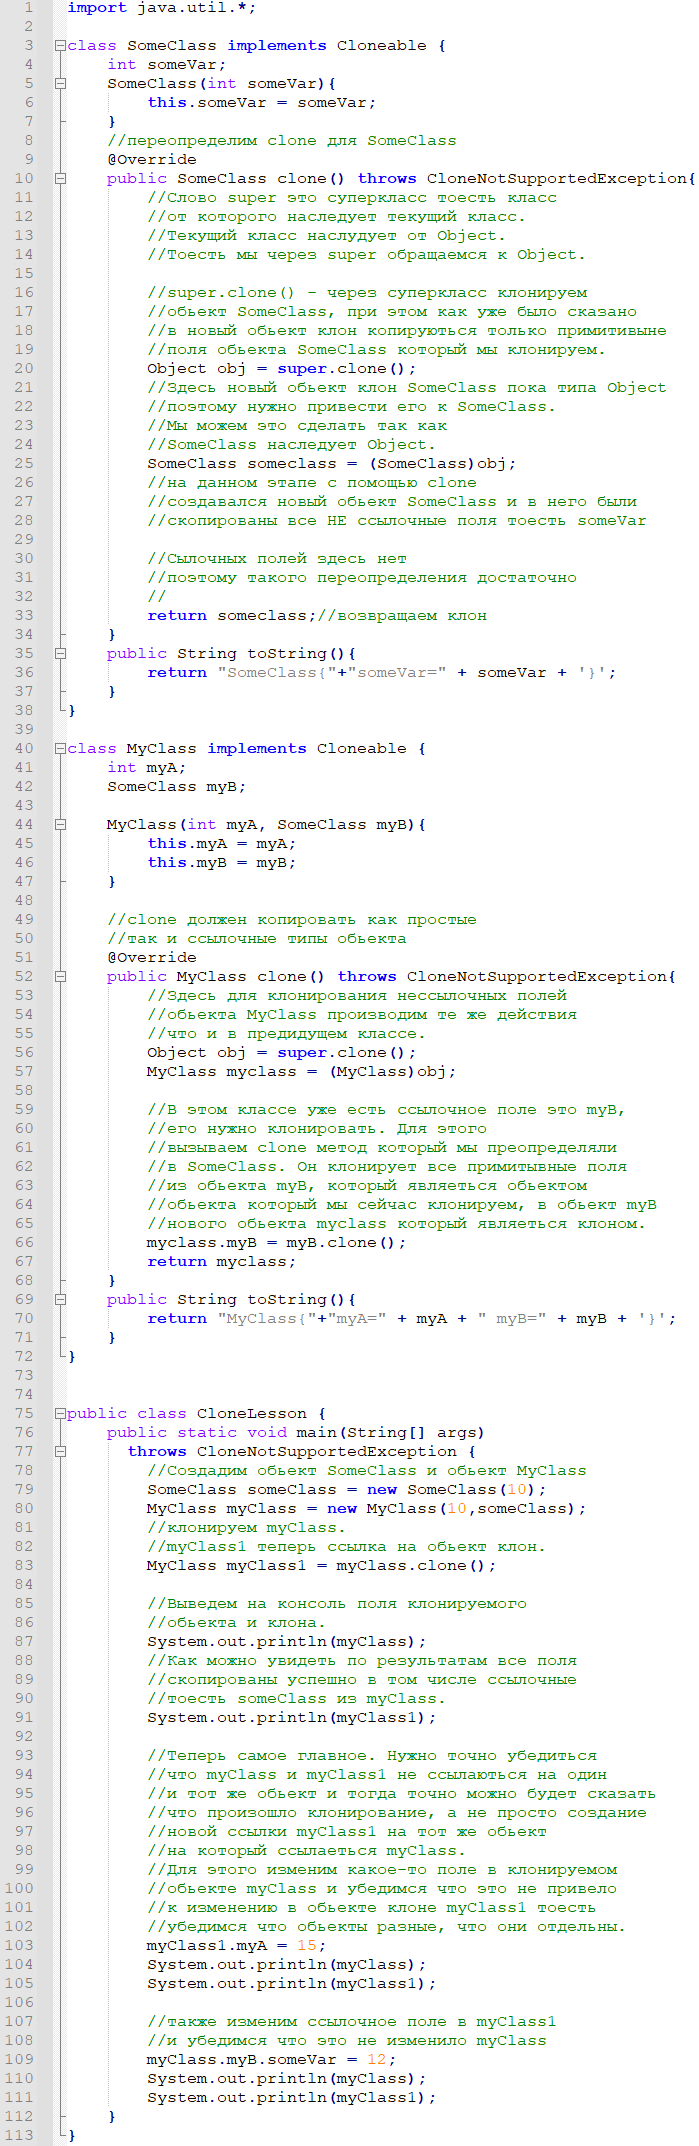 1 import java.util.*;
2
3 class SomeClass implements Cloneable {
4 int someVar;
5 SomeClass(int someVar){
6 this.someVar = someVar;
7 }
8 //переопределим clone для SomeClass
9 @Override
10 public SomeClass clone() throws CloneNotSupportedException{
11 //Слово super это суперкласс тоесть класс
12 //от которого наследует текущий класс.
13 //Текущий класс наслудует от Object.
14 //Тоесть мы через super обращаемся к Object.
15
16 //super.clone() - через суперкласс клонируем
17 //обьект SomeClass, при этом как уже было сказано
18 //в новый обьект клон копируються только примитивыне
19 //поля обьекта SomeClass который мы клонируем.
20 Object obj = super.clone();
21 //Здесь новый обьект клон SomeClass пока типа Object
22 //поэтому нужно привести его к SomeClass.
23 //Мы можем это сделать так как
24 //SomeClass наследует Object.
25 SomeClass someclass = (SomeClass)obj;
26 //на данном этапе с помощью clone
27 //создавался новый обьект SomeClass и в него были
28 //скопированы все НЕ ссылочные поля тоесть someVar
29
30 //Сылочных полей здесь нет
31 //поэтому такого переопределения достаточно
32 //
33 return someclass;//возвращаем клон
34 }
35 public String toString(){
36 return "SomeClass{"+"someVar=" + someVar + '}';
37 }
38 }
39
40 class MyClass implements Cloneable {
41 int myA;
42 SomeClass myB;
43
44 MyClass(int myA, SomeClass myB){
45 this.myA = myA;
46 this.myB = myB;
47 }
48
49 //clone должен копировать как простые
50 //так и ссылочные типы обьекта
51 @Override
52 public MyClass clone() throws CloneNotSupportedException{
53 //Здесь для клонирования нессылочных полей
54 //обьекта MyClass производим те же действия
55 //что и в предидущем классе.
56 Object obj = super.clone();
57 MyClass myclass = (MyClass)obj;
58
59 //В этом классе уже есть ссылочное поле это myB,
60 //его нужно клонировать. Для этого
61 //вызываем clone метод который мы преопределяли
62 //в SomeClass. Он клонирует все примитывные поля
63 //из обьекта myB, который являеться обьектом
64 //обьекта который мы сейчас клонируем, в обьект myB
65 //нового обьекта myclass который являеться клоном.
66 myclass.myB = myB.clone();
67 return myclass;
68 }
69 public String toString(){
70 return "MyClass{"+"myA=" + myA + " myB=" + myB + '}';
71 }
72 }
73
74
75 public class CloneLesson {
76 public static void main(String[] args)
77 throws CloneNotSupportedException {
78 //Создадим обьект SomeClass и обьект MyClass
79 SomeClass someClass = new SomeClass(10);
80 MyClass myClass = new MyClass(10,someClass);
81 //клонируем myClass.
82 //myClass1 теперь ссылка на обьект клон.
83 MyClass myClass1 = myClass.clone();
84
85 //Выведем на консоль поля клонируемого
86 //обьекта и клона.
87 System.out.println(myClass);
88 //Как можно увидеть по результатам все поля
89 //скопированы успешно в том числе ссылочные
90 //тоесть someClass из myClass.
91 System.out.println(myClass1);
92
93 //Теперь самое главное. Нужно точно убедиться
94 //что myClass и myClass1 не ссылаються на один
95 //и тот же обьект и тогда точно можно будет сказать
96 //что произошло клонирование, а не просто создание
97 //новой ссылки myClass1 на тот же обьект
98 //на который ссылаеться myClass.
99 //Для этого изменим какое-то поле в клонируемом
100 //обьекте myClass и убедимся что это не привело
101 //к изменению в обьекте клоне myClass1 тоесть
102 //убедимся что обьекты разные, что они отдельны.
103 myClass1.myA = 15;
104 System.out.println(myClass);
105 System.out.println(myClass1);
106
107 //также изменим ссылочное поле в myClass1
108 //и убедимся что это не изменило myClass
109 myClass.myB.someVar = 12;
110 System.out.println(myClass);
111 System.out.println(myClass1);
112 }
113 }